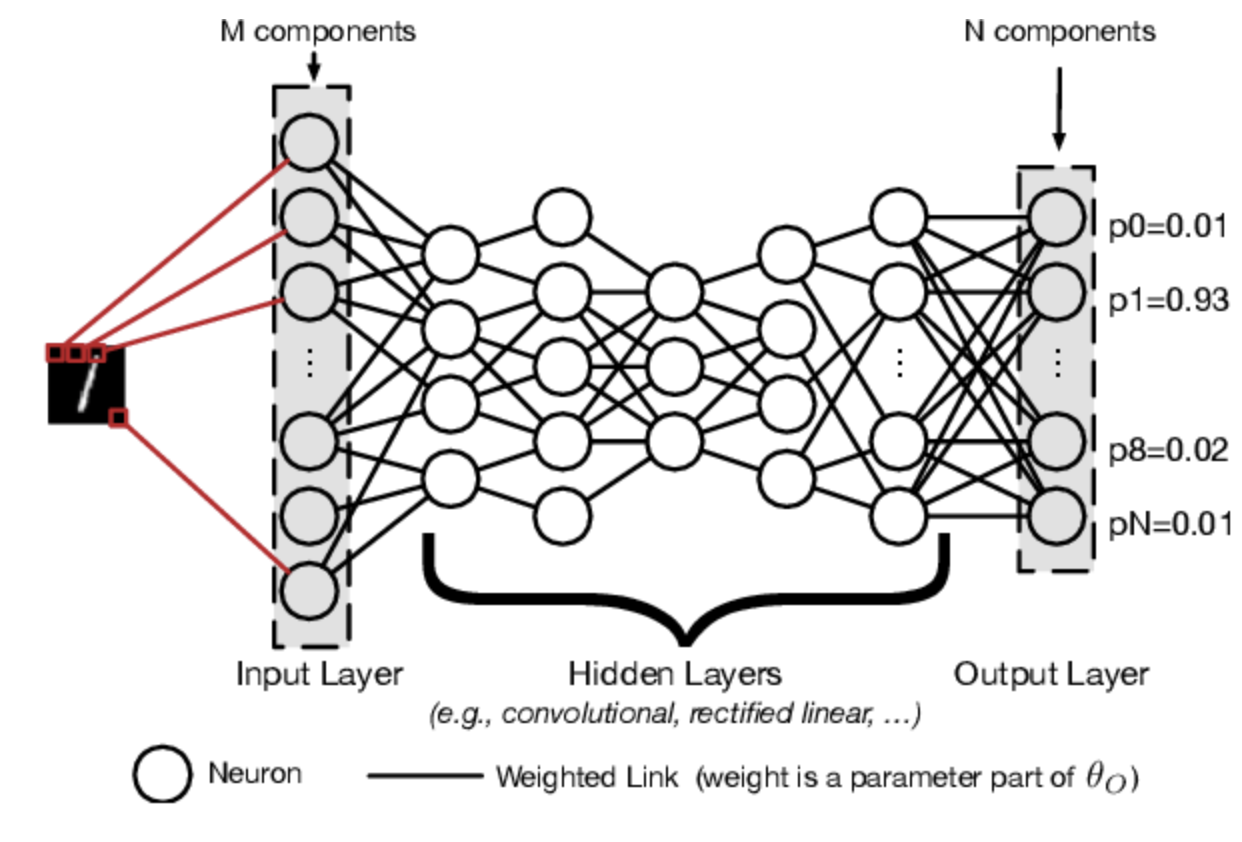 M components
N components
p0=0.01
p1=0.93
⋮
p8=0.02
pN=0.01
Input Layer
Hidden Layers
Output Layer
(e.g., convolutional, rectified linear, …)
Neuron
Weighted Link (weight is a parameter part of θ_O)